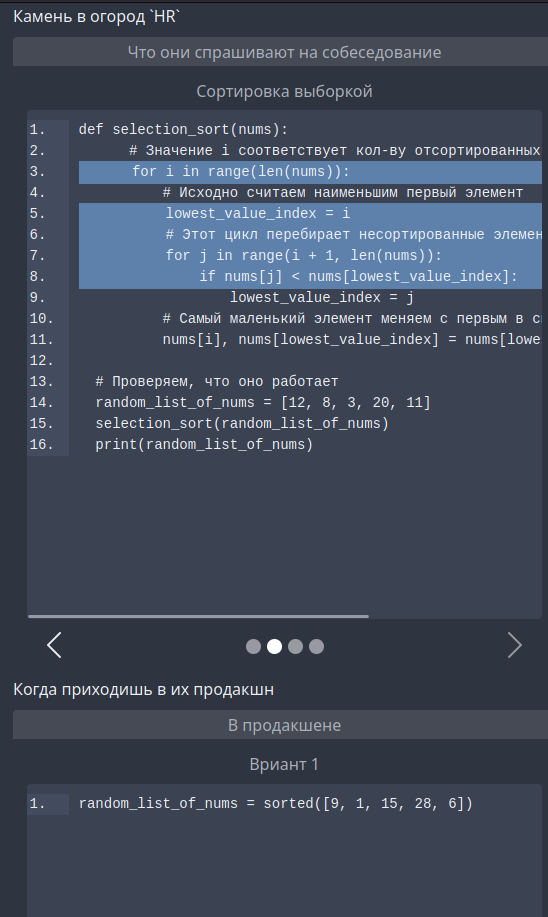 Камень в огород `HR`
Что они спрашивают на собеседование
Сортировка выборкой
1. def selection_sort(nums):
2. # Значение i соответствует кол-ву отсортированных
3. for i in range(len(nums)):
4. # Исходно считаем наименьшим первый элемент
5. lowest_value_index = i
6. # Этот цикл перебирает несортированные элемен
7. for j in range(i + 1, len(nums)):
8. if nums[j] < nums[lowest_value_index]:
9. lowest_value_index = j
10. # Самый маленький элемент меняем с первым в с
11. nums[i], nums[lowest_value_index] = nums[lowe
12.
13. # Проверяем, что оно работает
14. random_list_of_nums = [12, 8, 3, 20, 11]
15. selection_sort(random_list_of_nums)
16. print(random_list_of_nums)
Когда приходишь в их продакшн
В продакшене
Вриант 1
1. random_list_of_nums = sorted([9, 1, 15, 28, 6])